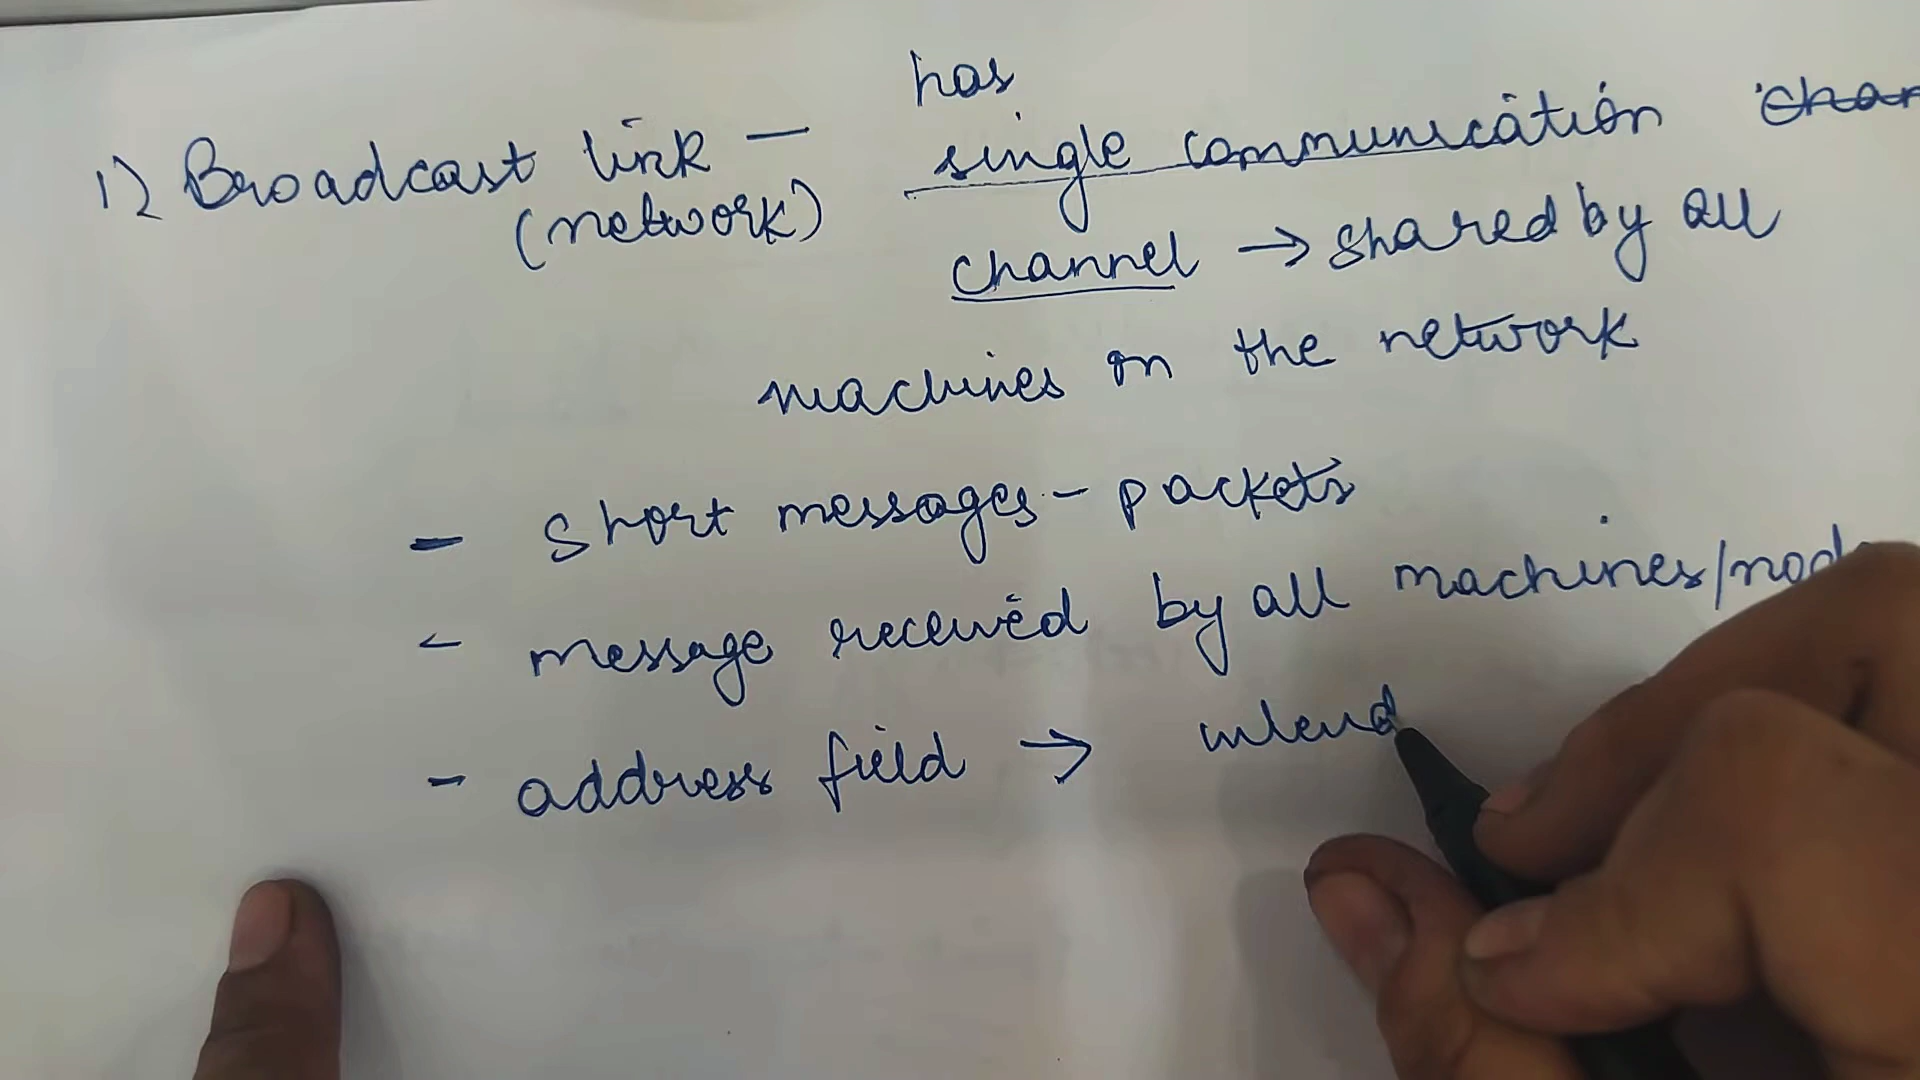 has
1) Broadcast link — single communication
(network)
channel → shared by all
machines on the network
- Short messages - packets
- message received by all machines/
- address field → intend